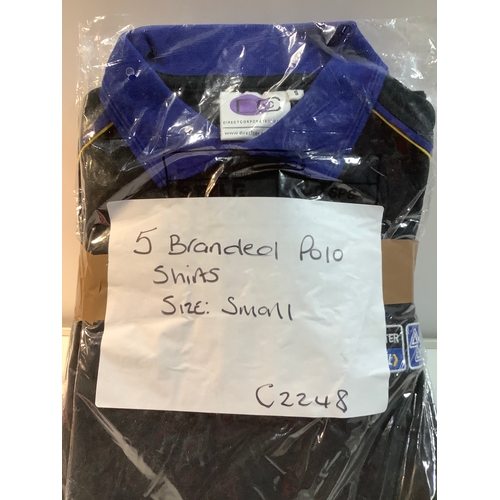 5 Branded Polo
Shirts
Size: Small
C2248